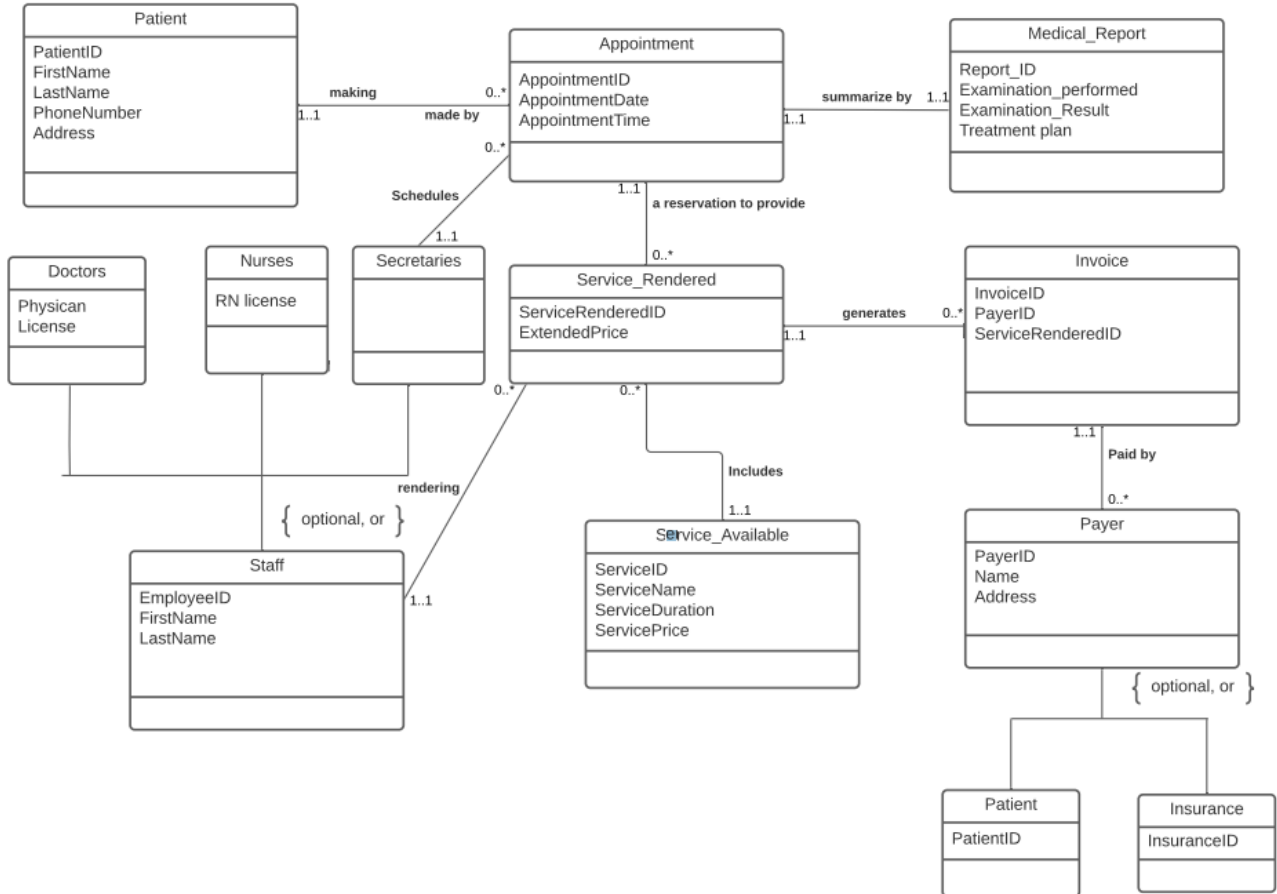 Patient
PatientID
FirstName
LastName
PhoneNumber
Address
making
made by
1..1
0..*
Appointment
AppointmentID
AppointmentDate
AppointmentTime
summarize by
1..1
1..1
Medical_Report
Report_ID
Examination_performed
Examination_Result
Treatment plan
0..*
Schedules
1..1
1..1
a reservation to provide
0..*
Doctors
Physican
License
Nurses
RN license
Secretaries
Service_Rendered
ServiceRenderedID
ExtendedPrice
generates
1..1
0..*
Invoice
InvoiceID
PayerID
ServiceRenderedID
0..*
rendering
1..1
0..*
Includes
1..1
1..1
Paid by
0..*
{ optional, or }
Staff
EmployeeID
FirstName
LastName
Service_Available
ServiceID
ServiceName
ServiceDuration
ServicePrice
Payer
PayerID
Name
Address
{ optional, or }
Patient
PatientID
Insurance
InsuranceID